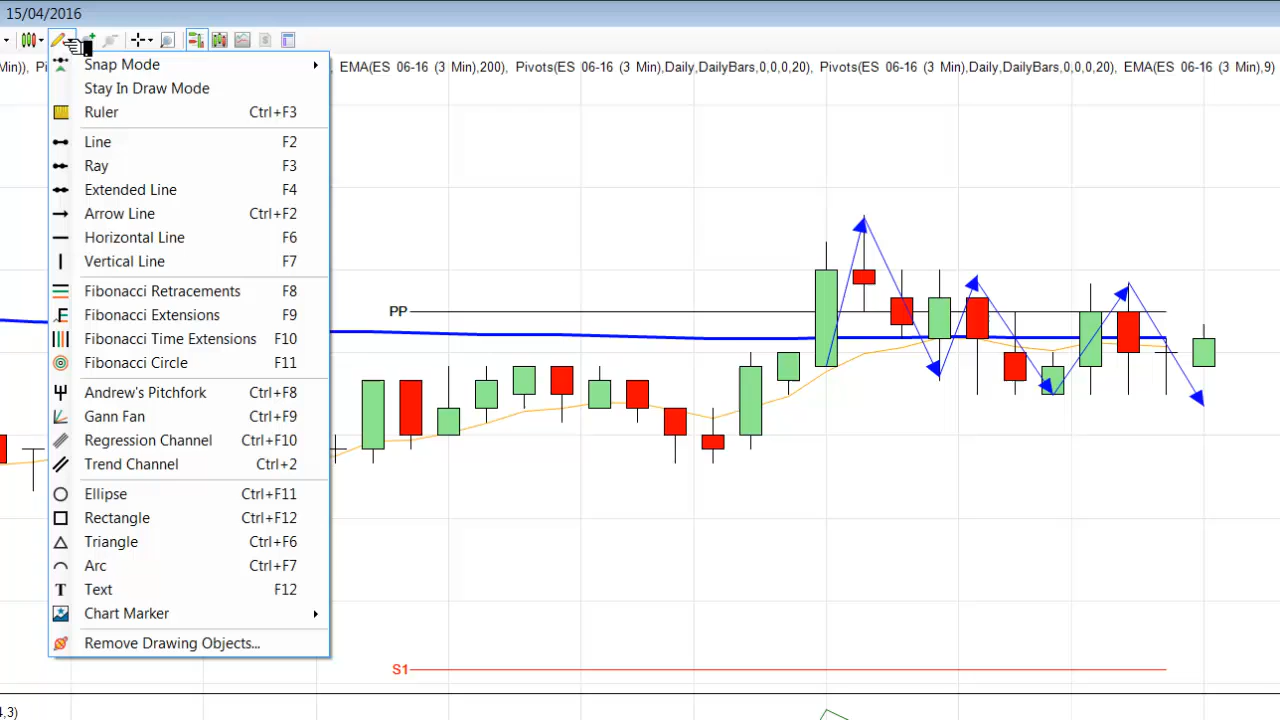 15/04/2016
Min)), Pi
EMA(ES 06-16 (3 Min),200), Pivots(ES 06-16 (3 Min),Daily,DailyBars,0,0,0,20), Pivots(ES 06-16 (3 Min),Daily,DailyBars,0,0,0,20), EMA(ES 06-16 (3 Min),9)
Snap Mode
Stay In Draw Mode
Ruler Ctrl+F3
Line F2
Ray F3
Extended Line F4
Arrow Line Ctrl+F2
Horizontal Line F6
Vertical Line F7
Fibonacci Retracements F8
Fibonacci Extensions F9
Fibonacci Time Extensions F10
Fibonacci Circle F11
Andrew's Pitchfork Ctrl+F8
Gann Fan Ctrl+F9
Regression Channel Ctrl+F10
Trend Channel Ctrl+2
Ellipse Ctrl+F11
Rectangle Ctrl+F12
Triangle Ctrl+F6
Arc Ctrl+F7
Text F12
Chart Marker
Remove Drawing Objects...
PP
S1
4,3)